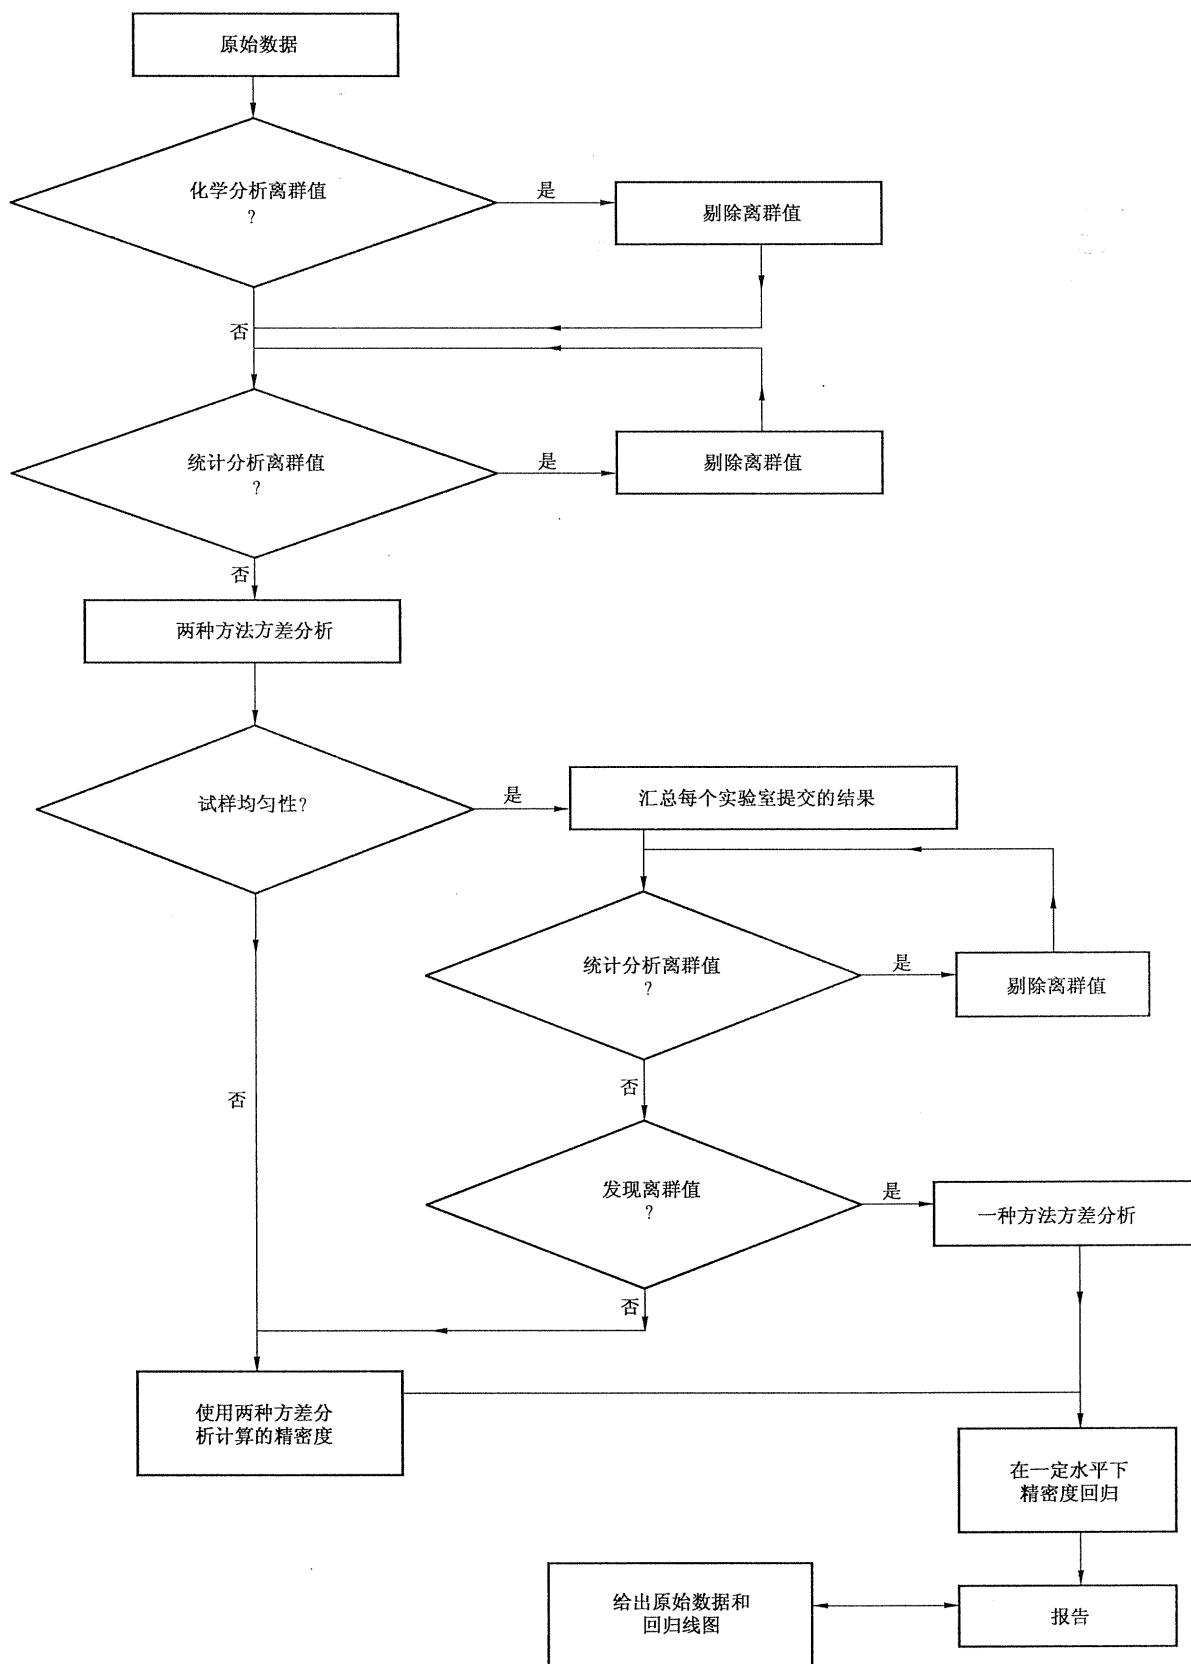 原始数据
化学分析离群值
?
是
剔除离群值
否
统计分析离群值
?
是
剔除离群值
否
两种方法方差分析
试样均匀性?
是
汇总每个实验室提交的结果
统计分析离群值
?
是
剔除离群值
否
否
发现离群值
?
是
一种方法方差分析
否
使用两种方差分
析计算的精密度
在一定水平下
精密度回归
给出原始数据和
回归线图
报告